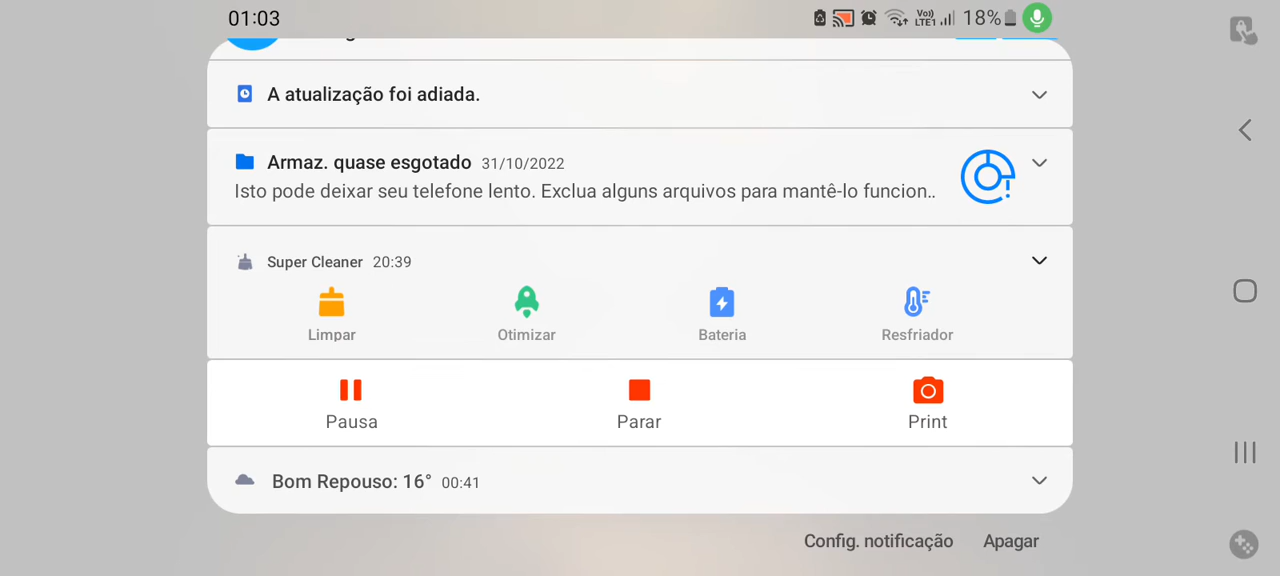 01:03
Vo)) LTE1 18%
A atualização foi adiada.
Armaz. quase esgotado 31/10/2022
Isto pode deixar seu telefone lento. Exclua alguns arquivos para mantê-lo funcion..
Super Cleaner 20:39
Limpar Otimizar Bateria Resfriador
Pausa Parar Print
Bom Repouso: 16° 00:41
Config. notificação Apagar